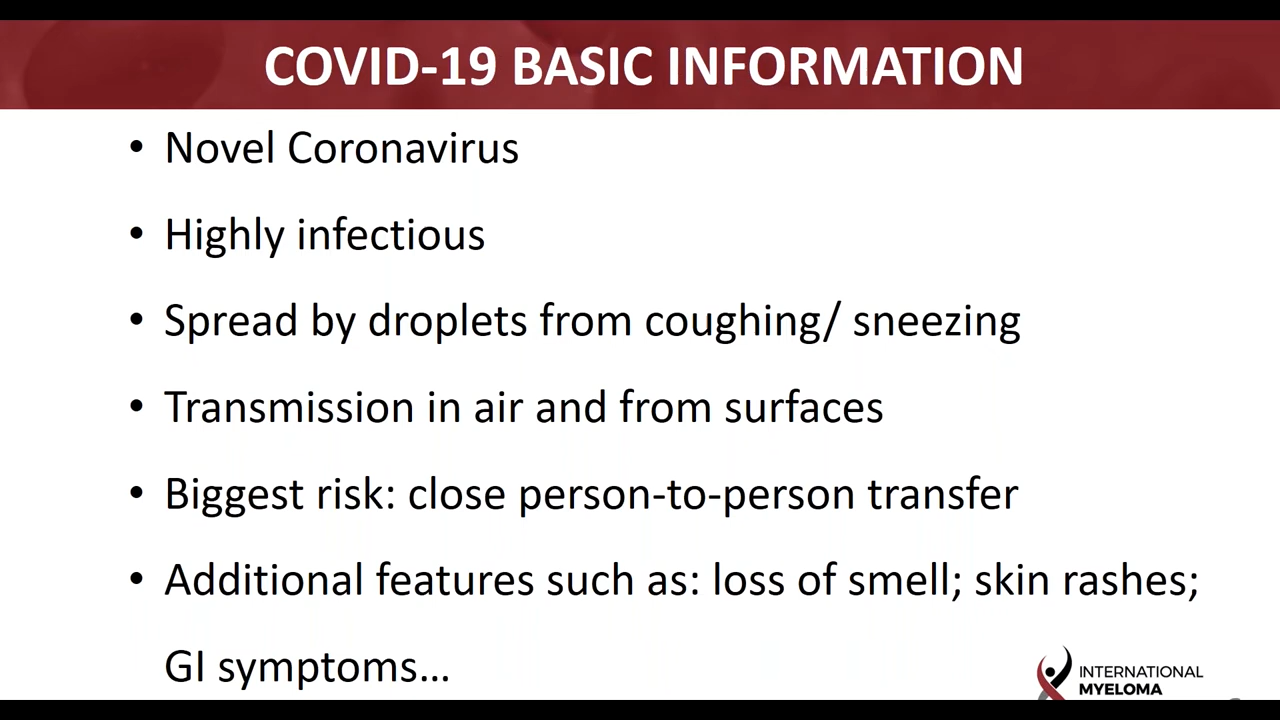 COVID-19 BASIC INFORMATION
• Novel Coronavirus
• Highly infectious
• Spread by droplets from coughing/ sneezing
• Transmission in air and from surfaces
• Biggest risk: close person-to-person transfer
• Additional features such as: loss of smell; skin rashes;
GI symptoms...
INTERNATIONAL
MYELOMA